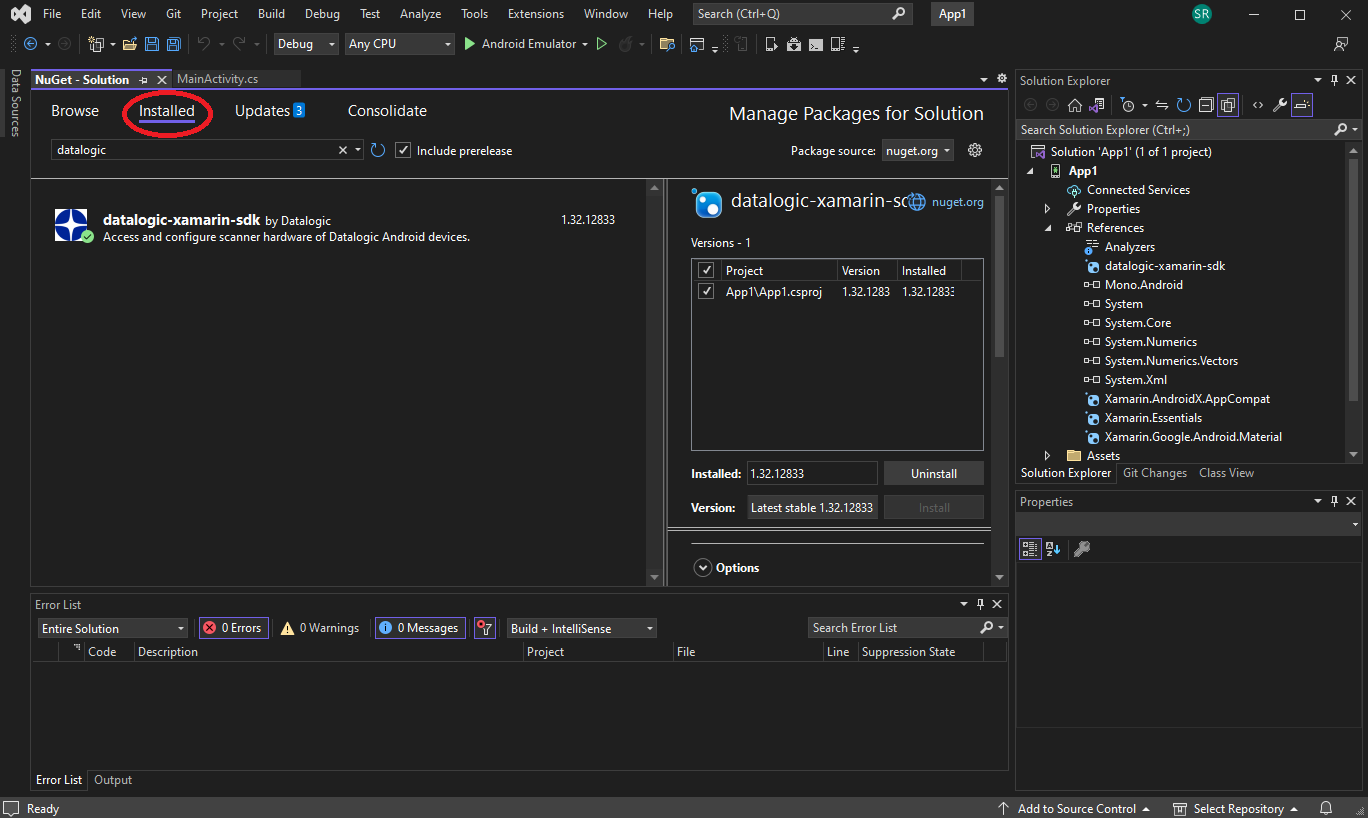 File Edit View Git Project Build Debug Test Analyze Tools Extensions Window Help Search (Ctrl+Q) App1 SR
Debug Any CPU Android Emulator
Data Sources
NuGet - Solution MainActivity.cs
Browse Installed Updates 3 Consolidate
Manage Packages for Solution
datalogic Include prerelease Package source: nuget.org
datalogic-xamarin-sdk by Datalogic 1.32.12833
Access and configure scanner hardware of Datalogic Android devices.
datalogic-xamarin-sc nuget.org
Versions - 1
Project Version Installed
App1\App1.csproj 1.32.1283 1.32.12833
Installed: 1.32.12833 Uninstall
Version: Latest stable 1.32.12833 Install
Options
Solution Explorer
Search Solution Explorer (Ctrl+;)
Solution 'App1' (1 of 1 project)
App1
Connected Services
Properties
References
Analyzers
datalogic-xamarin-sdk
Mono.Android
System
System.Core
System.Numerics
System.Numerics.Vectors
System.Xml
Xamarin.AndroidX.AppCompat
Xamarin.Essentials
Xamarin.Google.Android.Material
Assets
Solution Explorer Git Changes Class View
Properties
Error List
Entire Solution 0 Errors 0 Warnings 0 Messages Build + IntelliSense Search Error List
Code Description Project File Line Suppression State
Error List Output
Ready Add to Source Control Select Repository